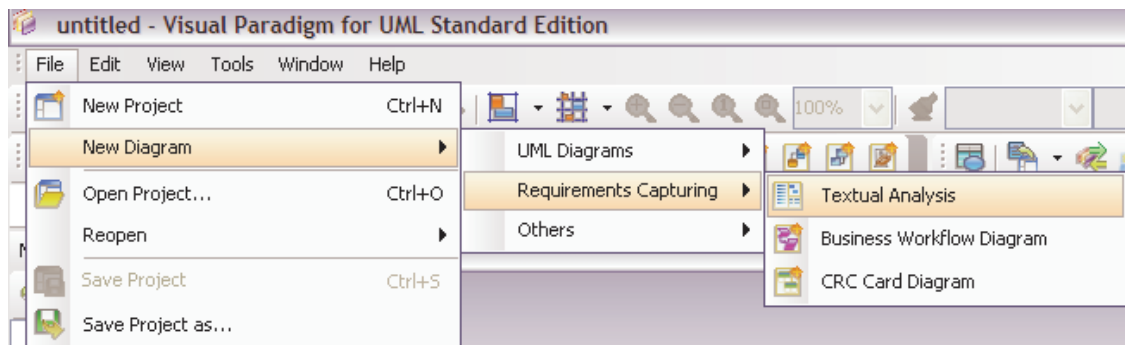 untitled - Visual Paradigm for UML Standard Edition
File Edit View Tools Window Help
New Project Ctrl+N
100%
New Diagram
UML Diagrams
Open Project... Ctrl+O
Requirements Capturing
Textual Analysis
Reopen
Others
Business Workflow Diagram
Save Project Ctrl+S
CRC Card Diagram
Save Project as...